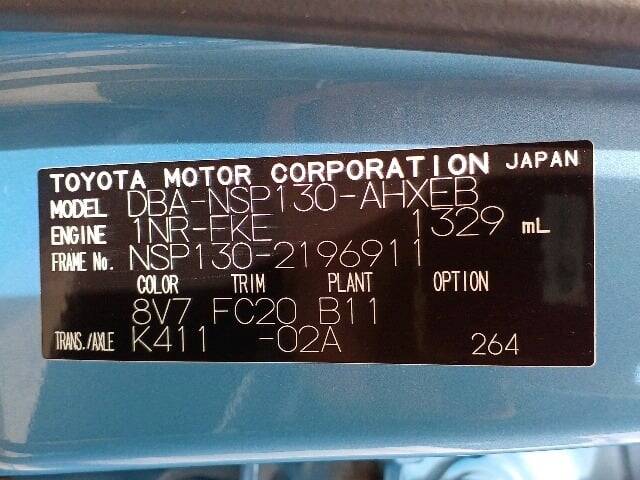 TOYOTA MOTOR CORPORATION JAPAN
MODEL DBA-NSP130-AHXEB
ENGINE 1NR-FKE 1329 mL
FRAME No. NSP130-2196911
COLOR TRIM PLANT OPTION
8V7 FC20 B11
TRANS./AXLE K411 -02A 264